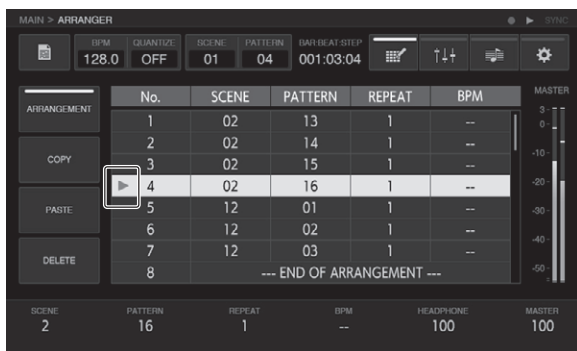 MAIN > ARRANGER SYNC
BPM QUANTIZE SCENE PATTERN BAR:BEAT:STEP
128.0 OFF 01 04 001:03:04
ARRANGEMENT
COPY
PASTE
DELETE
No. SCENE PATTERN REPEAT BPM
1 02 13 1 --
2 02 14 1 --
3 02 15 1 --
4 02 16 1 --
5 12 01 1 --
6 12 02 1 --
7 12 03 1 --
8 --- END OF ARRANGEMENT ---
MASTER
3 -
0 -
-10 -
-20 -
-30 -
-40 -
-50 -
SCENE PATTERN REPEAT BPM HEADPHONE MASTER
2 16 1 -- 100 100